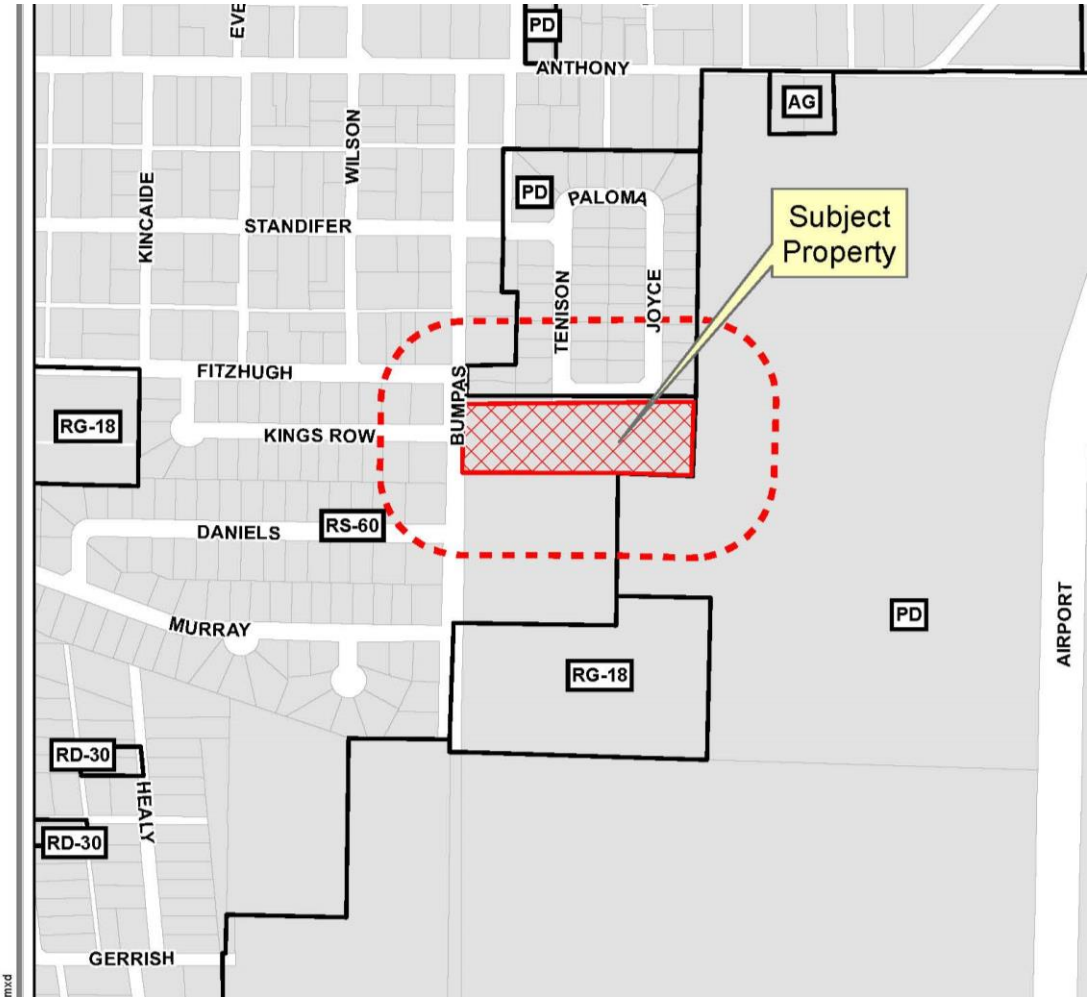 EVE
PD
ANTHONY
AG
WILSON
KINCAIDE
PD
PALOMA
Subject
Property
STANDIFER
TENISON
JOYCE
FITZHUGH
BUMPAS
RG-18
KINGS ROW
RS-60
DANIELS
PD
AIRPORT
MURRAY
RG-18
RD-30
HEALY
RD-30
GERRISH
mxd